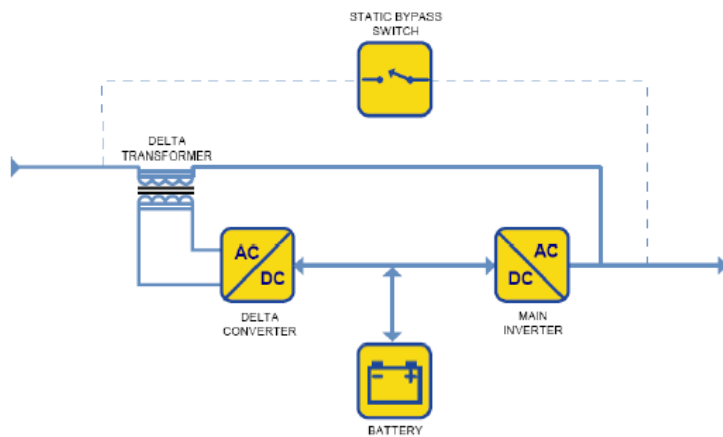 STATIC BYPASS
SWITCH
DELTA
TRANSFORMER
AC
DC
DELTA
CONVERTER
AC
DC
MAIN
INVERTER
- +
BATTERY